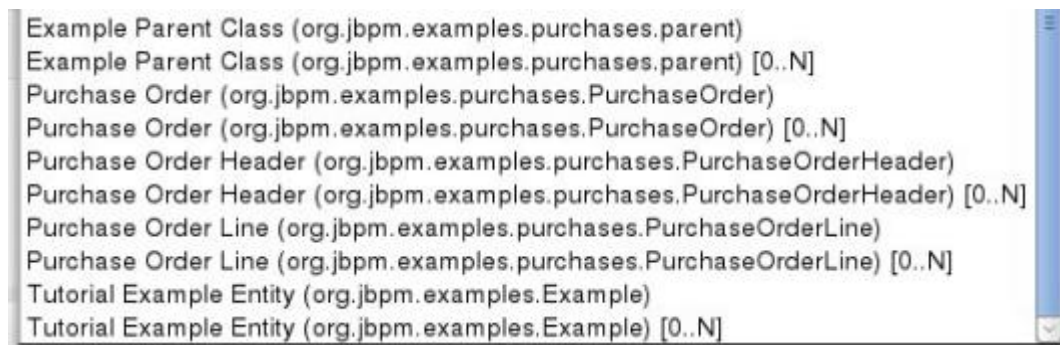 Example Parent Class (org.jbpm.examples.purchases.parent)
Example Parent Class (org.jbpm.examples.purchases.parent) [0..N]
Purchase Order (org.jbpm.examples.purchases.PurchaseOrder)
Purchase Order (org.jbpm.examples.purchases.PurchaseOrder) [0..N]
Purchase Order Header (org.jbpm.examples.purchases.PurchaseOrderHeader)
Purchase Order Header (org.jbpm.examples.purchases.PurchaseOrderHeader) [0..N]
Purchase Order Line (org.jbpm.examples.purchases.PurchaseOrderLine)
Purchase Order Line (org.jbpm.examples.purchases.PurchaseOrderLine) [0..N]
Tutorial Example Entity (org.jbpm.examples.Example)
Tutorial Example Entity (org.jbpm.examples.Example) [0..N]